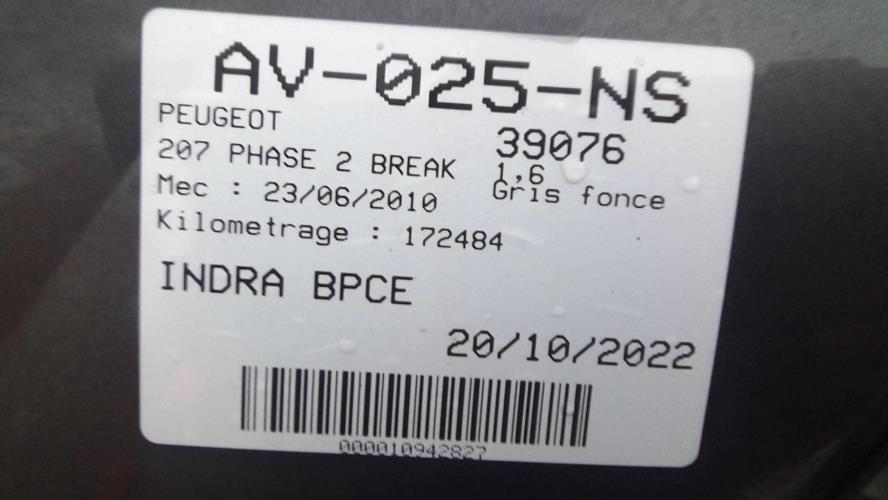 AV-025-NS
PEUGEOT
39076
207 PHASE 2 BREAK
1,6
Mec : 23/06/2010
Gris fonce
Kilometrage : 172484
INDRA BPCE
20/10/2022
000010942827